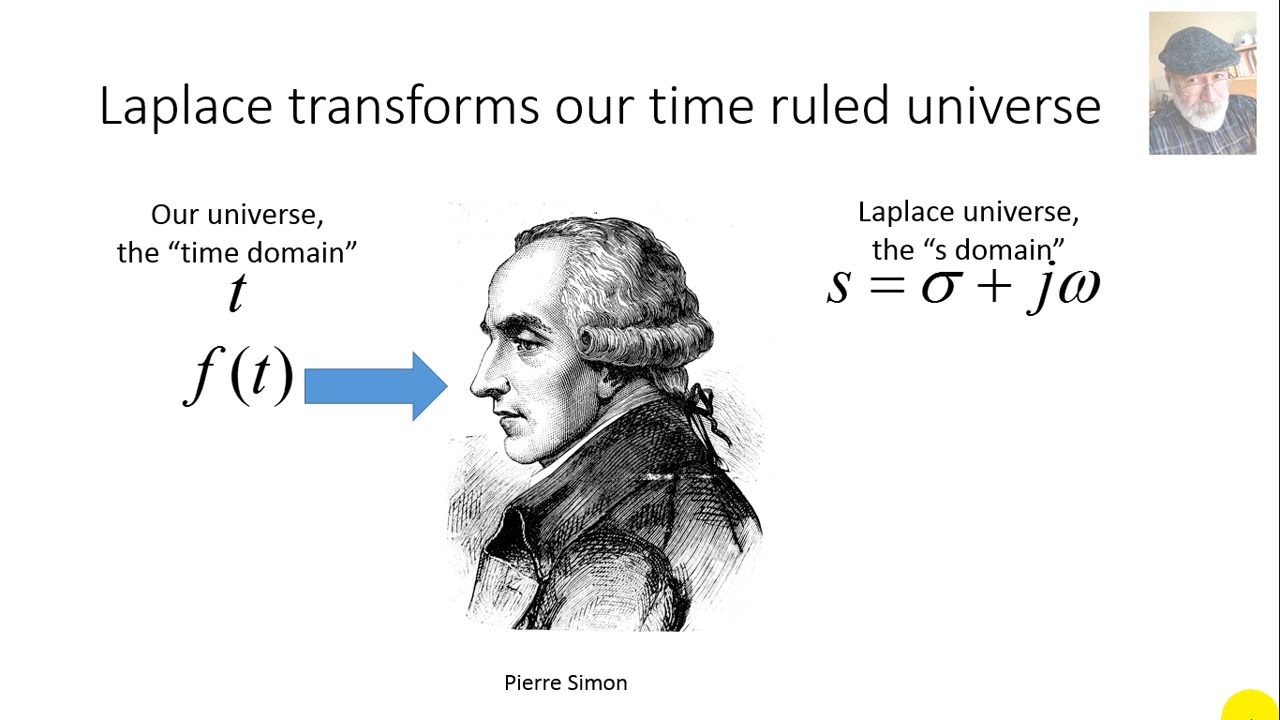 Laplace transforms our time ruled universe
Our universe,
the “time domain”
t
f(t)
Laplace universe,
the “s domain”
s = σ + jω
Pierre Simon